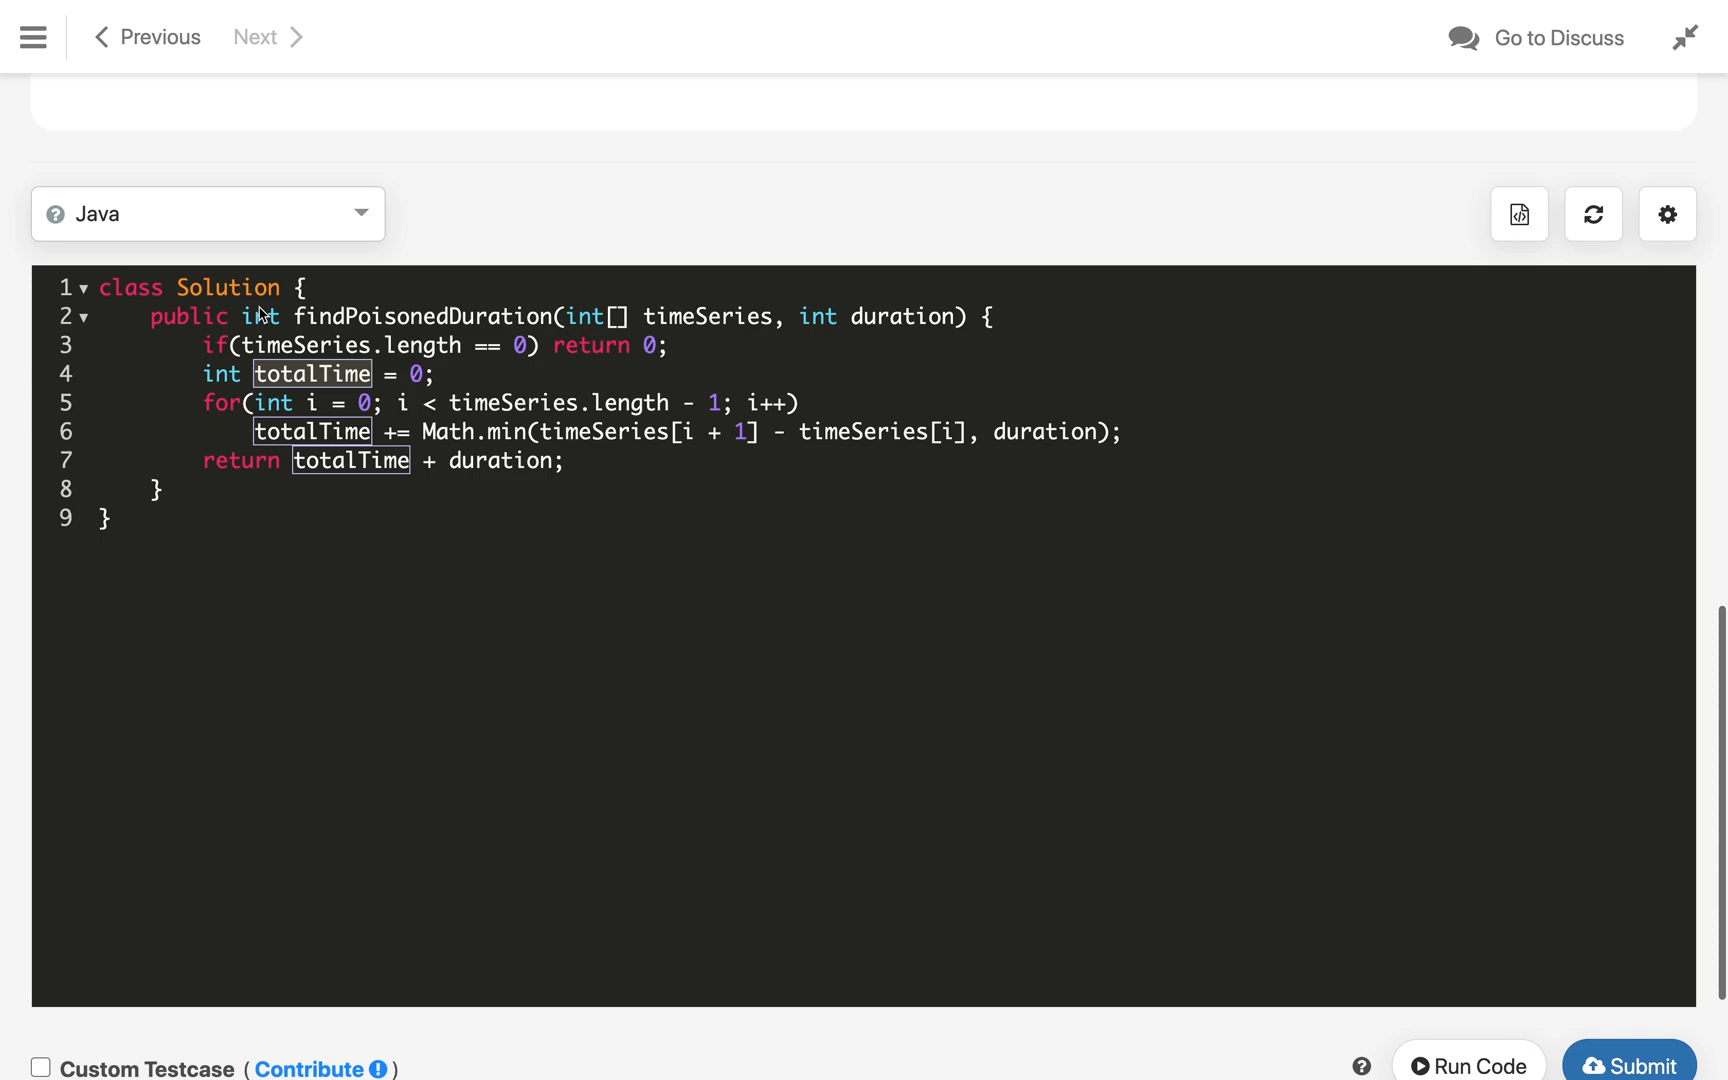 Previous Next Go to Discuss
Java
1 class Solution {
2 public int findPoisonedDuration(int[] timeSeries, int duration) {
3 if(timeSeries.length == 0) return 0;
4 int totalTime = 0;
5 for(int i = 0; i < timeSeries.length - 1; i++)
6 totalTime += Math.min(timeSeries[i + 1] - timeSeries[i], duration);
7 return totalTime + duration;
8 }
9 }
Custom Testcase ( Contribute ) Run Code Submit